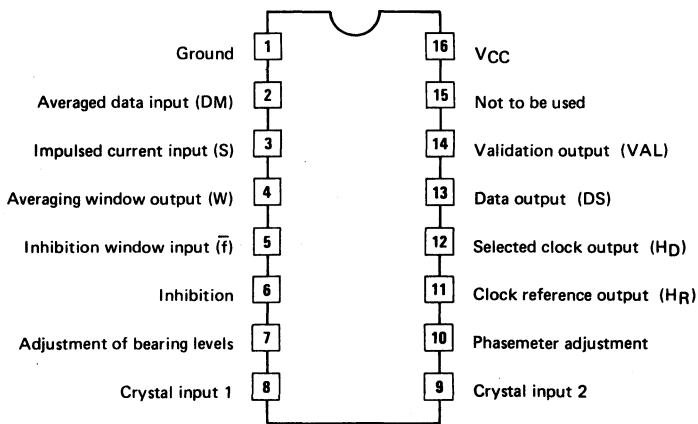 Ground 1 16 VCC
Averaged data input (DM) 2 15 Not to be used
Impulsed current input (S) 3 14 Validation output (VAL)
Averaging window output (W) 4 13 Data output (DS)
Inhibition window input (f̅) 5 12 Selected clock output (HD)
Inhibition 6 11 Clock reference output (HR)
Adjustment of bearing levels 7 10 Phasemeter adjustment
Crystal input 1 8 9 Crystal input 2